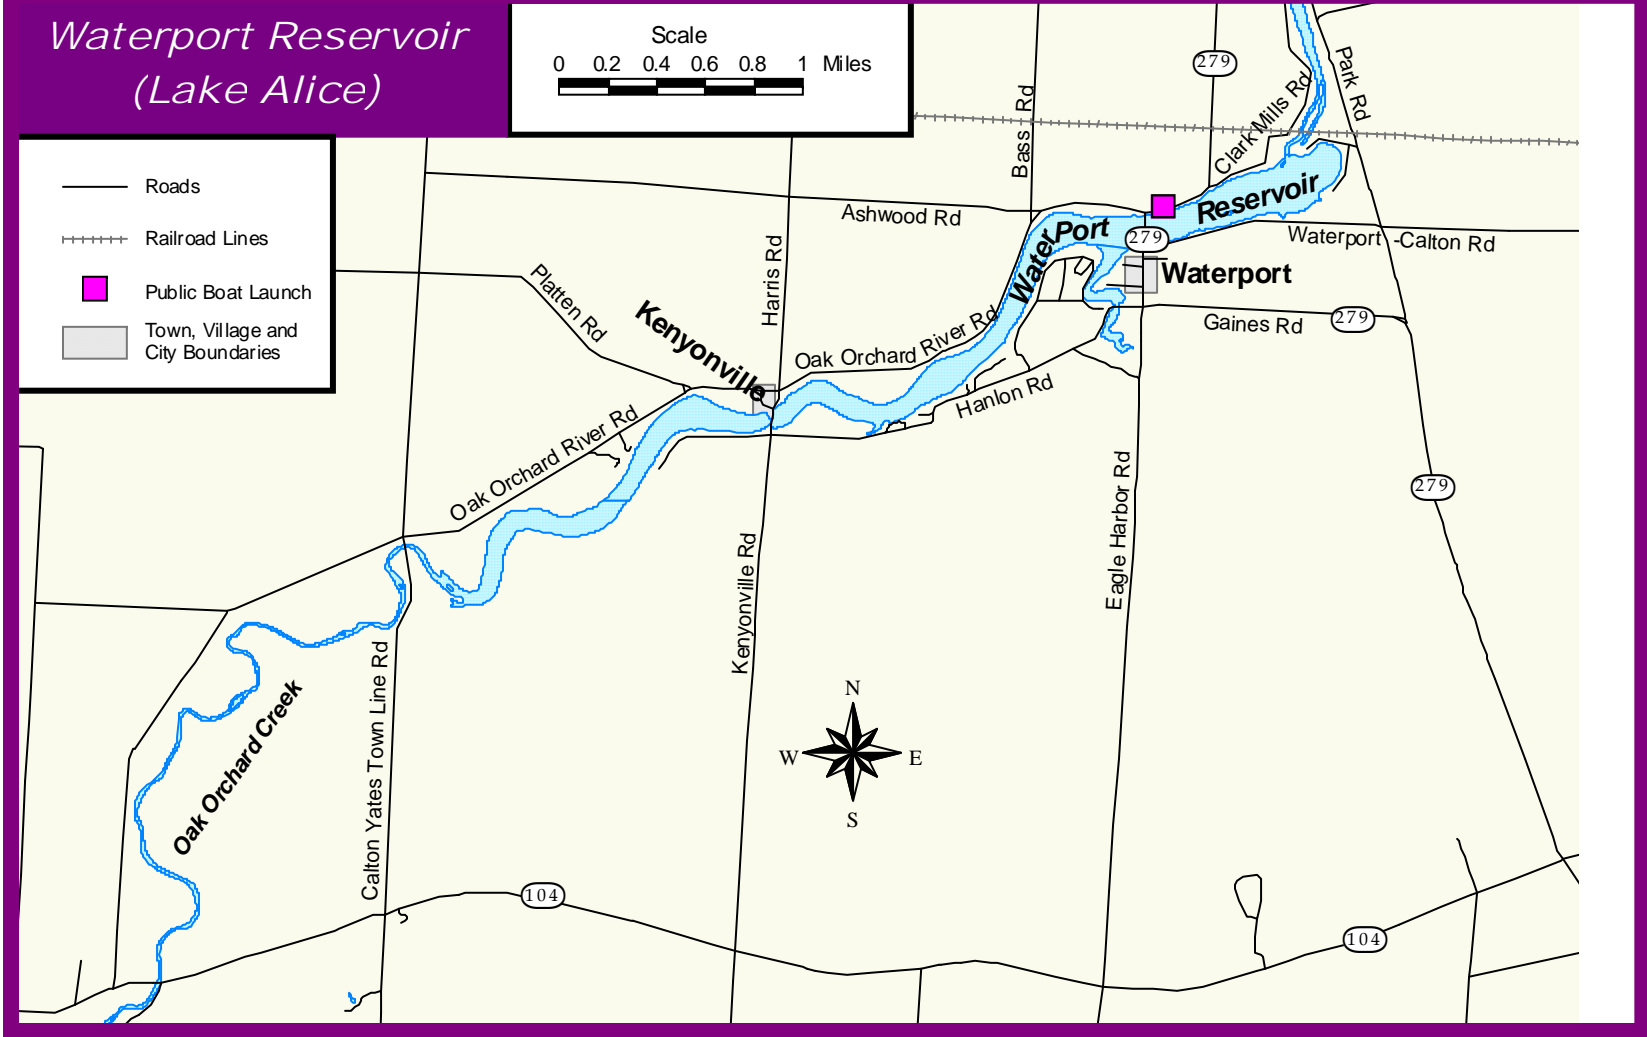 Waterport Reservoir
(Lake Alice)
Scale
0 0.2 0.4 0.6 0.8 1 Miles
Roads
Railroad Lines
Public Boat Launch
Town, Village and
City Boundaries
279
Park Rd
Clark Mills Rd
Bass Rd
Ashwood Rd
Reservoir
Water Port
279
Waterport -Calton Rd
Waterport
Harris Rd
Platten Rd
Kenyonville
Oak Orchard River Rd
Gaines Rd
279
Hanlon Rd
Oak Orchard River Rd
279
Eagle Harbor Rd
Kenyonville Rd
Calton Yates Town Line Rd
Oak Orchard Creek
N
W E
S
104
104